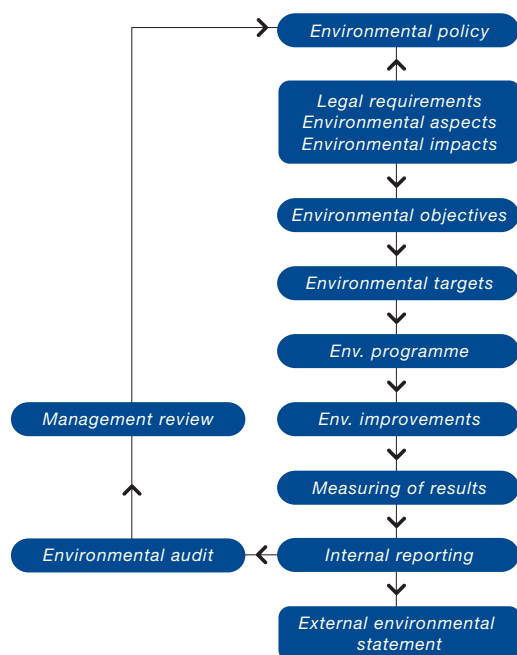 Environmental policy
Legal requirements
Environmental aspects
Environmental impacts
Environmental objectives
Environmental targets
Env. programme
Management review
Env. improvements
Measuring of results
Environmental audit
Internal reporting
External environmental
statement